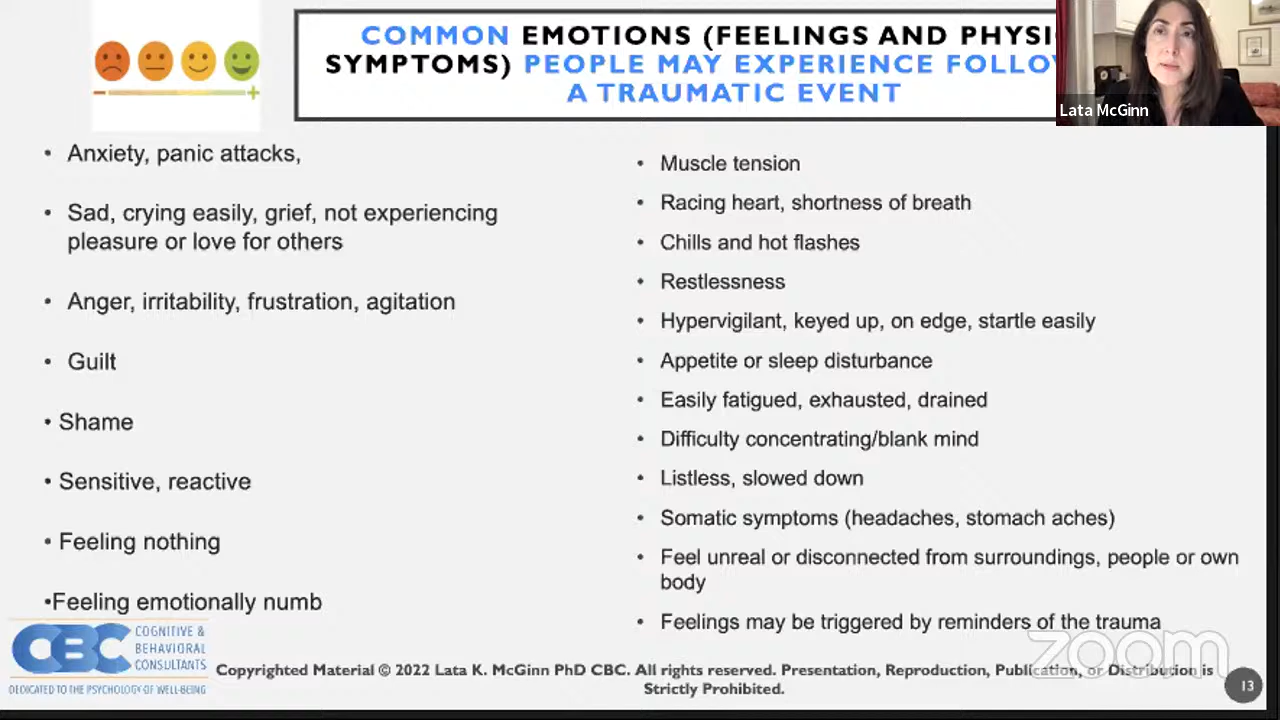 COMMON EMOTIONS (FEELINGS AND PHYSI
SYMPTOMS) PEOPLE MAY EXPERIENCE FOLLO
A TRAUMATIC EVENT
Lata McGinn
• Anxiety, panic attacks,
• Sad, crying easily, grief, not experiencing
pleasure or love for others
• Anger, irritability, frustration, agitation
• Guilt
• Shame
• Sensitive, reactive
• Feeling nothing
•Feeling emotionally numb
• Muscle tension
• Racing heart, shortness of breath
• Chills and hot flashes
• Restlessness
• Hypervigilant, keyed up, on edge, startle easily
• Appetite or sleep disturbance
• Easily fatigued, exhausted, drained
• Difficulty concentrating/blank mind
• Listless, slowed down
• Somatic symptoms (headaches, stomach aches)
• Feel unreal or disconnected from surroundings, people or own
body
• Feelings may be triggered by reminders of the trauma
zoom
CBC
COGNITIVE &
BEHAVIORAL
CONSULTANTS
DEDICATED TO THE PSYCHOLOGY OF WELL-BEING
Copyrighted Material © 2022 Lata K. McGinn PhD CBC. All rights reserved. Presentation, Reproduction, Publication, or Distribution is
Strictly Prohibited.
13